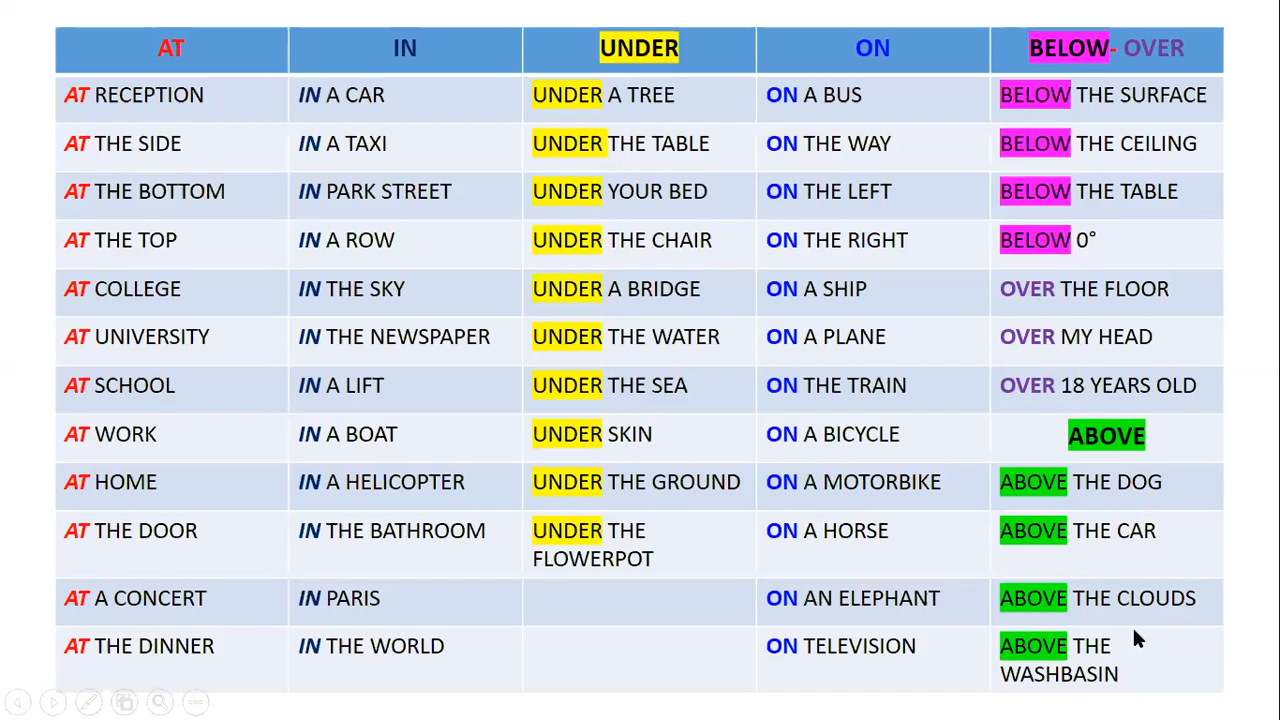 AT IN UNDER ON BELOW- OVER
AT RECEPTION IN A CAR UNDER A TREE ON A BUS BELOW THE SURFACE
AT THE SIDE IN A TAXI UNDER THE TABLE ON THE WAY BELOW THE CEILING
AT THE BOTTOM IN PARK STREET UNDER YOUR BED ON THE LEFT BELOW THE TABLE
AT THE TOP IN A ROW UNDER THE CHAIR ON THE RIGHT BELOW 0°
AT COLLEGE IN THE SKY UNDER A BRIDGE ON A SHIP OVER THE FLOOR
AT UNIVERSITY IN THE NEWSPAPER UNDER THE WATER ON A PLANE OVER MY HEAD
AT SCHOOL IN A LIFT UNDER THE SEA ON THE TRAIN OVER 18 YEARS OLD
AT WORK IN A BOAT UNDER SKIN ON A BICYCLE ABOVE
AT HOME IN A HELICOPTER UNDER THE GROUND ON A MOTORBIKE ABOVE THE DOG
AT THE DOOR IN THE BATHROOM UNDER THE ON A HORSE ABOVE THE CAR
FLOWERPOT
AT A CONCERT IN PARIS ON AN ELEPHANT ABOVE THE CLOUDS
AT THE DINNER IN THE WORLD ON TELEVISION ABOVE THE
WASHBASIN